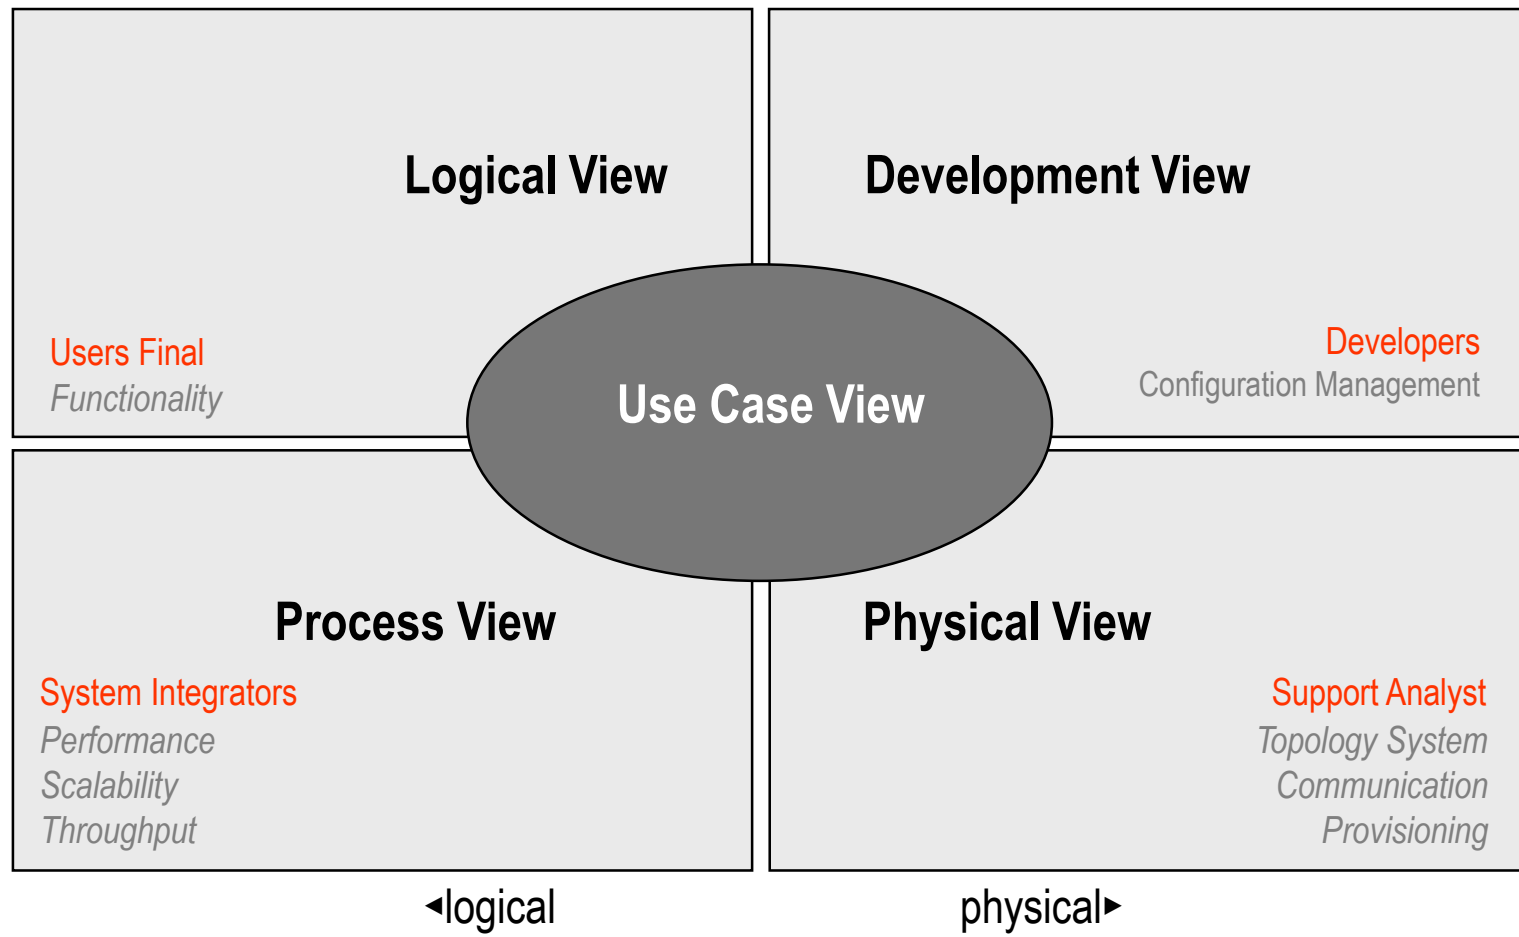 Logical View
Users Final
Functionality
Development View
Developers
Configuration Management
Use Case View
Process View
System Integrators
Performance
Scalability
Throughput
Physical View
Support Analyst
Topology System
Communication
Provisioning
◄logical
physical►